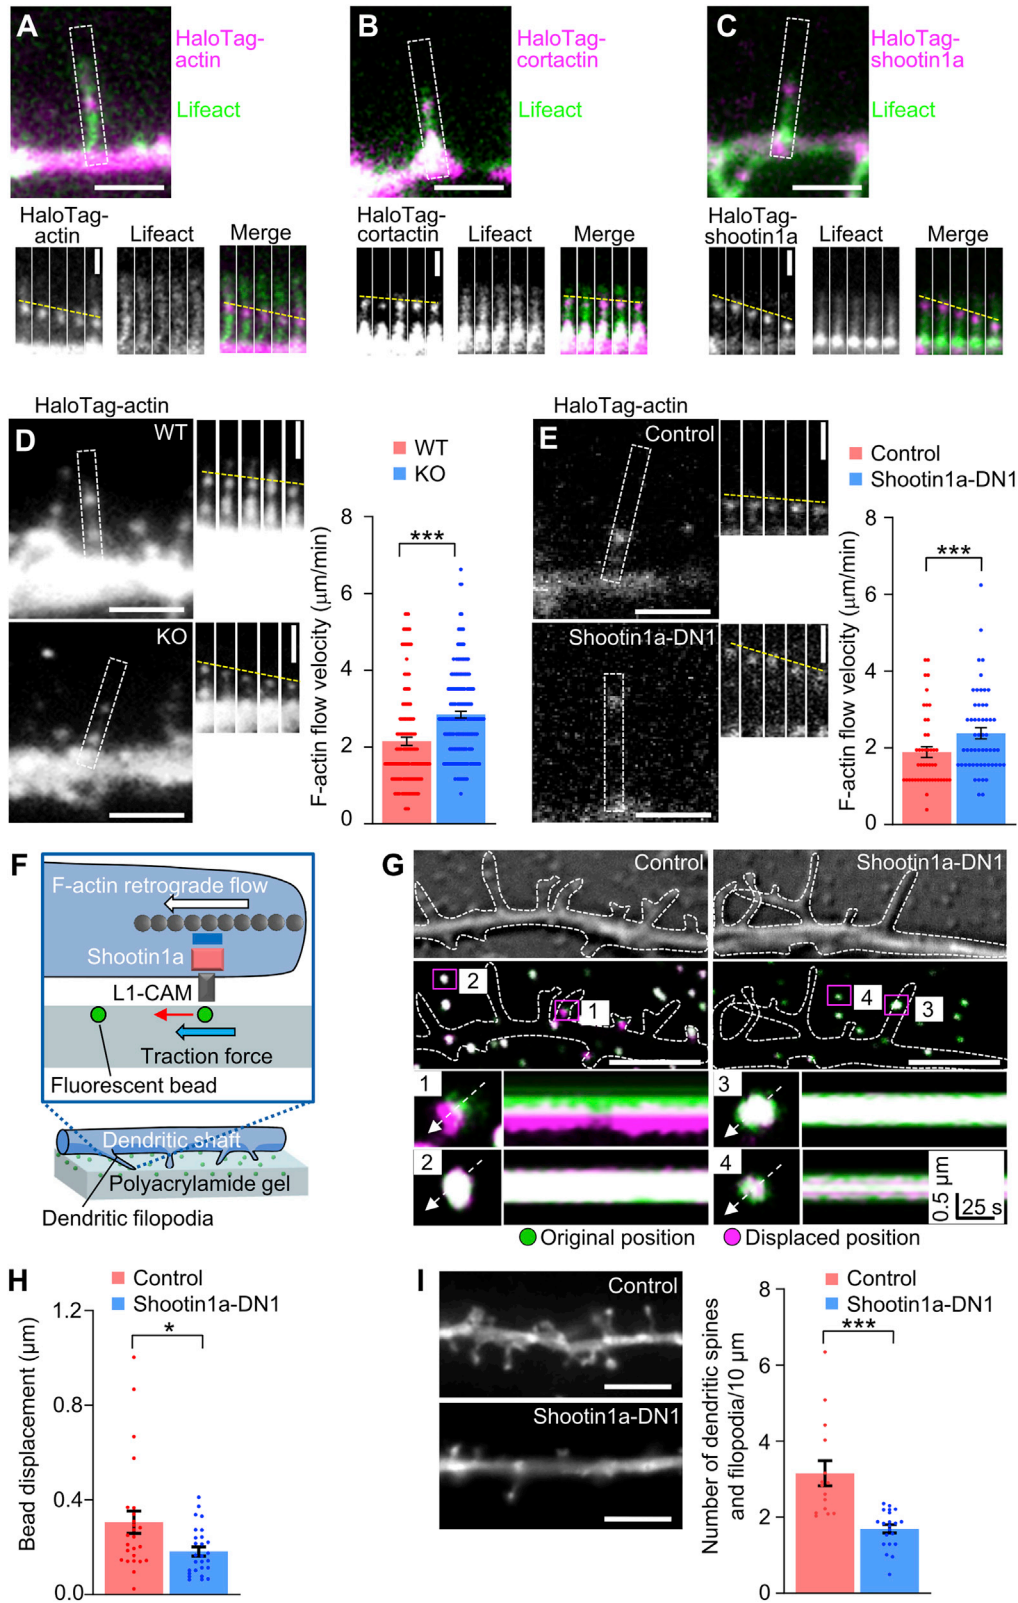 A
HaloTag-
actin
Lifeact
HaloTag-
actin
Lifeact
Merge
B
HaloTag-
cortactin
Lifeact
HaloTag-
cortactin
Lifeact
Merge
C
HaloTag-
shootin1a
Lifeact
HaloTag-
shootin1a
Lifeact
Merge
HaloTag-actin
D
WT
KO
WT
KO
***
8
6
4
2
0
F-actin flow velocity (μm/min)
HaloTag-actin
E
Control
Shootin1a-DN1
Control
Shootin1a-DN1
***
8
6
4
2
0
F-actin flow velocity (μm/min)
F
F-actin retrograde flow
Shootin1a
L1-CAM
Traction force
Fluorescent bead
Dendritic shaft
Polyacrylamide gel
Dendritic filopodia
G
Control
Shootin1a-DN1
2
1
4
3
1
3
2
4
0.5 μm
25 s
Original position
Displaced position
H
Control
Shootin1a-DN1
*
1.2
0.8
0.4
0.0
Bead displacement (μm)
I
Control
Shootin1a-DN1
Control
Shootin1a-DN1
***
8
6
4
2
0
Number of dendritic spines
and filopodia/10 μm